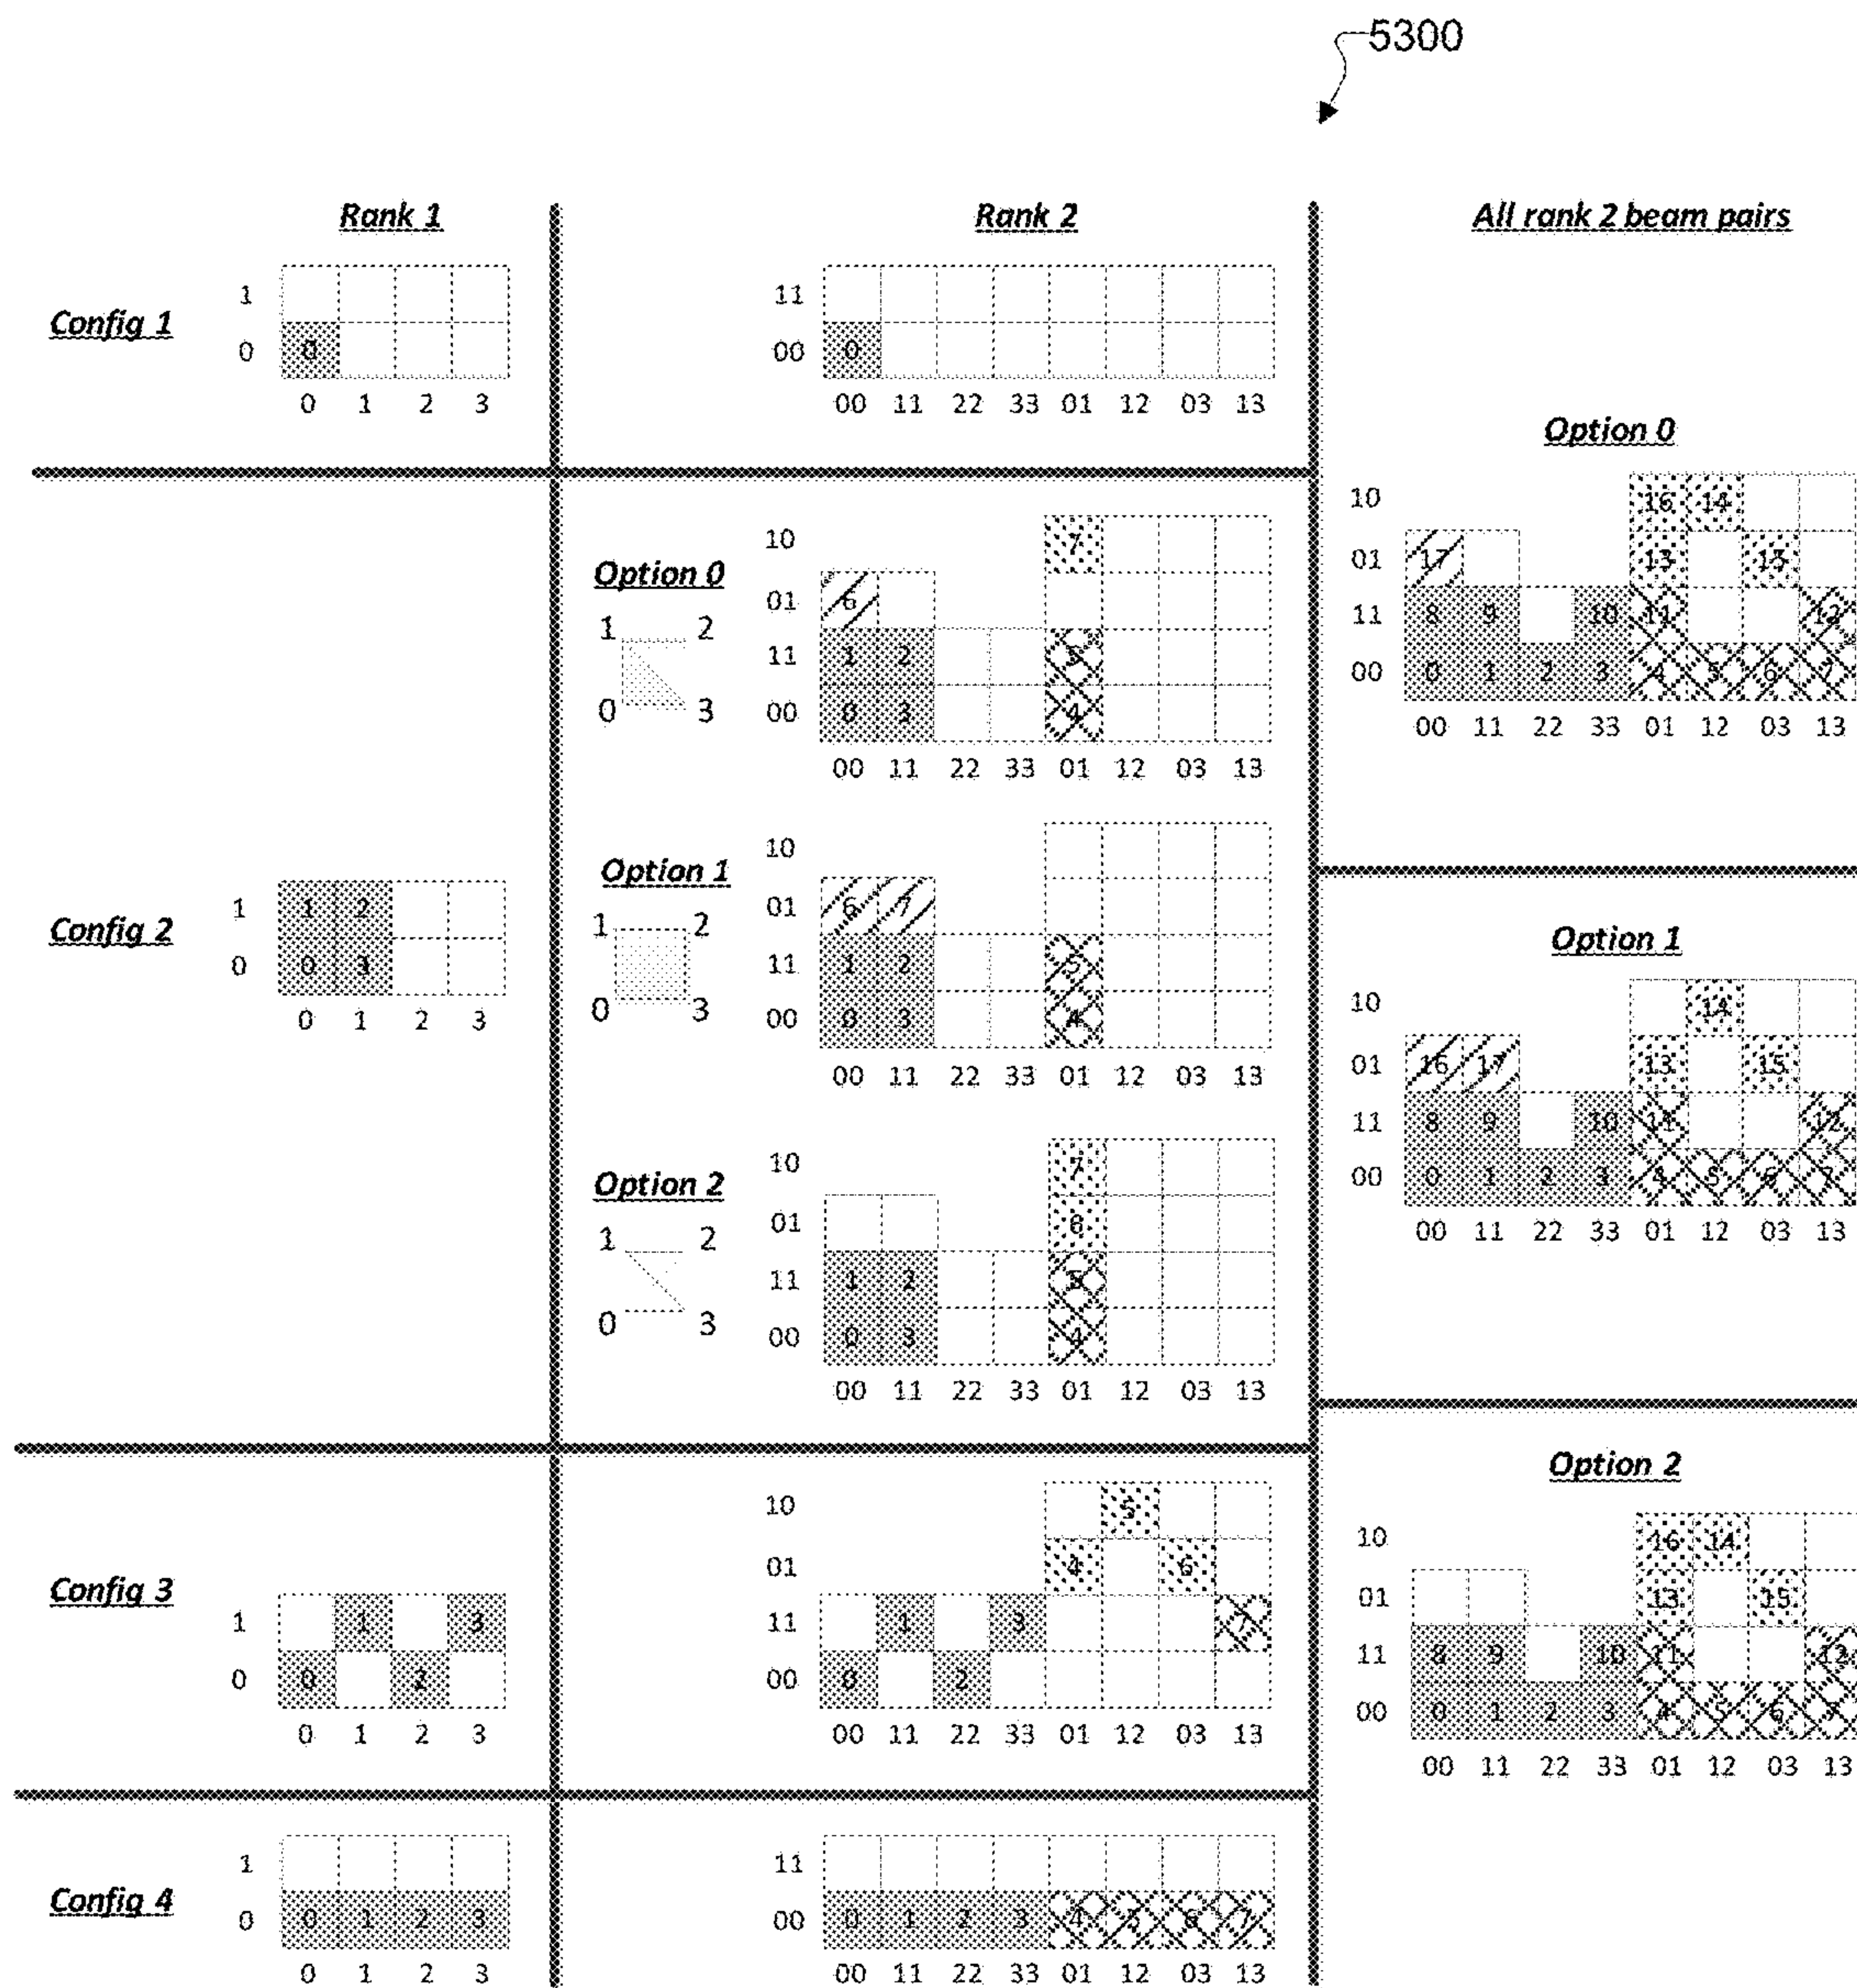 5300
Rank 1
Rank 2
All rank 2 beam pairs
Config 1
1
0 0
0 1 2 3
11
00 0
00 11 22 33 01 12 03 13
Config 2
1 1 2
0 0 3
0 1 2 3
Option 0
1 2
0 3
10 7
01 6
11 1 2 5
00 0 3 4
00 11 22 33 01 12 03 13
Option 1
1 2
0 3
10
01 6 7
11 1 2 5
00 0 3 4
00 11 22 33 01 12 03 13
Option 2
1 2
0 3
10 7
01 6
11 1 2 5
00 0 3 4
00 11 22 33 01 12 03 13
Config 3
1 1 3
0 0 2
0 1 2 3
10 5
01 4 6
11 1 3 7
00 0 2
00 11 22 33 01 12 03 13
Config 4
1
0 0 1 2 3
0 1 2 3
11
00 0 1 2 3 4 5 6 7
00 11 22 33 01 12 03 13
Option 0
10 16 14
01 17 13 15
11 8 9 10 11 12
00 0 1 2 3 4 5 6 7
00 11 22 33 01 12 03 13
Option 1
10 14
01 16 17 13 15
11 8 9 10 11 12
00 0 1 2 3 4 5 6 7
00 11 22 33 01 12 03 13
Option 2
10 16 14
01 13 15
11 8 9 10 11 12
00 0 1 2 3 4 5 6 7
00 11 22 33 01 12 03 13